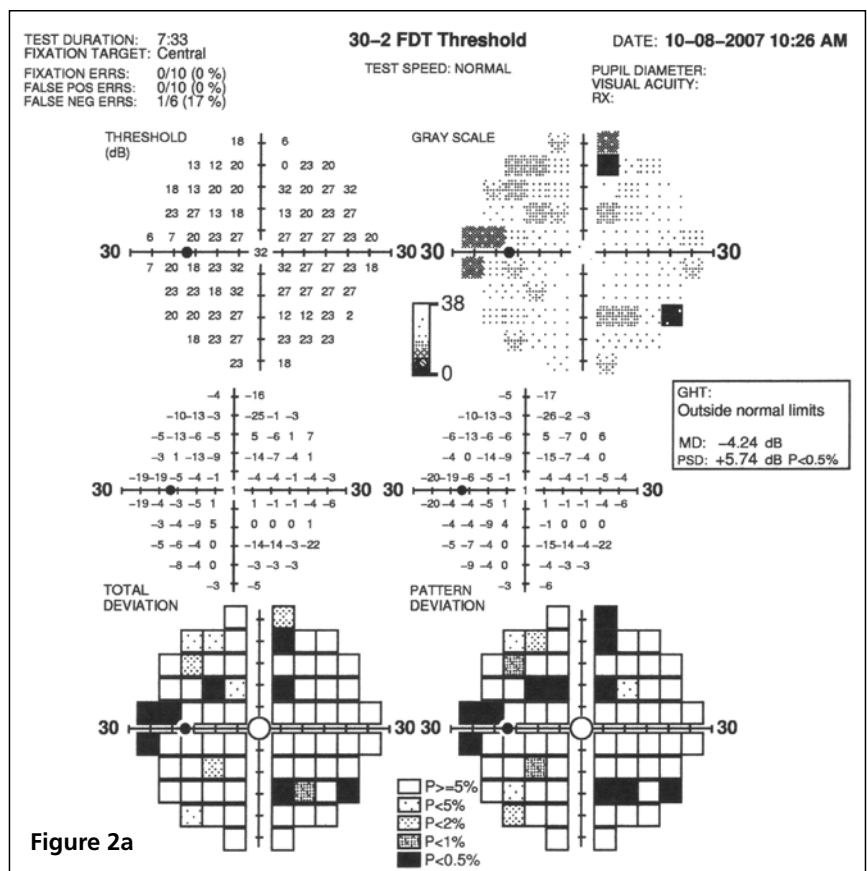 TEST DURATION: 7:33
FIXATION TARGET: Central
FIXATION ERRS: 0/10 (0 %)
FALSE POS ERRS: 0/10 (0 %)
FALSE NEG ERRS: 1/6 (17 %)
30-2 FDT Threshold
TEST SPEED: NORMAL
DATE: 10-08-2007 10:26 AM
PUPIL DIAMETER:
VISUAL ACUITY:
RX:
THRESHOLD
(dB)
18 6
13 12 20 0 23 20
18 13 20 20 32 20 27 32
23 27 13 18 13 20 23 27
6 7 20 23 27 27 27 27 23 20
30 32 30
7 20 18 23 32 32 27 27 23 18
23 23 18 32 27 27 27 27
20 20 23 27 12 12 23 2
18 23 27 23 23 23
23 18
GRAY SCALE
30 30
38
0
-4 -16
-10 -13 -3 -25 -1 -3
-5 -13 -6 -5 5 -6 1 7
-3 1 -13 -9 -14 -7 -4 1
-19 -19 -5 -4 -1 -1 -1 -4 -4 -3
30 1 30
-19 -4 -3 -5 1 1 -1 -1 -4 -6
-3 -4 -9 5 0 0 0 1
-5 -6 -4 0 -14 -14 -3 -22
-8 -4 0 -3 -3 -3
-3 -5
TOTAL
DEVIATION
-5 -17
-10 -13 -3 -26 -2 -3
-6 -13 -6 -6 5 -7 0 6
-4 0 -14 -9 -15 -7 -4 0
-20 -19 -6 -4 -1 -1 -1 -1 -5 -4
30 1 30
-20 -4 -4 -5 1 1 -1 -1 -4 -6
-4 -4 -9 4 -1 0 0 0
-5 -7 -4 0 -15 -14 -4 -22
-9 -4 0 -4 -3 -3
-3 -6
PATTERN
DEVIATION
GHT:
Outside normal limits
MD: -4.24 dB
PSD: +5.74 dB P<0.5%
30 30
30 30
P>=5%
P<5%
P<2%
P<1%
P<0.5%
Figure 2a